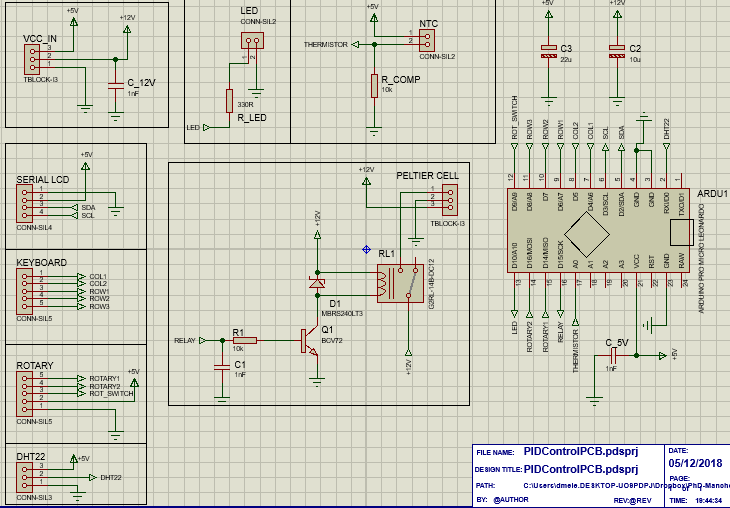 VCC_IN
+5V
+12V
3
2
1
TBLOCK-I3
C_12V
1nF
LED
CONN-SIL2
2
1
330R
R_LED
LED
+5V
NTC
THERMISTOR
1
2
CONN-SIL2
R_COMP
10k
+5V
C3
22u
+5V
C2
10u
SERIAL LCD
+5V
1
2
3
4
SDA
SCL
CONN-SIL4
KEYBOARD
1
2
3
4
5
COL1
COL2
ROW1
ROW2
ROW3
CONN-SIL5
ROTARY
5
4
3
2
1
ROTARY1
ROTARY2
ROT_SWITCH
+5V
CONN-SIL5
DHT22
+5V
3
2
1
DHT22
CONN-SIL3
+12V
PELTIER CELL
1
2
3
TBLOCK-I3
+12V
RL1
G2RL-14B-DC12
D1
MBRS240LT3
Q1
BCV72
RELAY
R1
10k
C1
1nF
+12V
ROT_SWITCH
ROW3
ROW2
ROW1
COL2
COL1
SCL
SDA
DHT22
12
11
10
9
8
7
6
5
4
3
2
1
D9/A9
D8/A8
D7
D6/A7
D5
D4/A6
D3/SCL
D2/SDA
GND
GND
RXI/D0
TXO/D1
ARDU1
ARDUINO PRO MICRO LEONARDO
D10/A10
D16/MOSI
D14/MISO
D15/SCK
A0
A1
A2
A3
VCC
RST
GND
RAW
13
14
15
16
17
18
19
20
21
22
23
24
LED
ROTARY2
ROTARY1
RELAY
THERMISTOR
C_5V
1nF
+5V
FILE NAME: PIDControlPCB.pdsprj
DESIGN TITLE: PIDControlPCB.pdsprj
PATH: C:\Users\dmele.DESKTOP-UO9PDPJ\Dropbox\PhD-Manche
BY: @AUTHOR
REV:@REV
DATE:
05/12/2018
PAGE:
TIME: 19:44:34